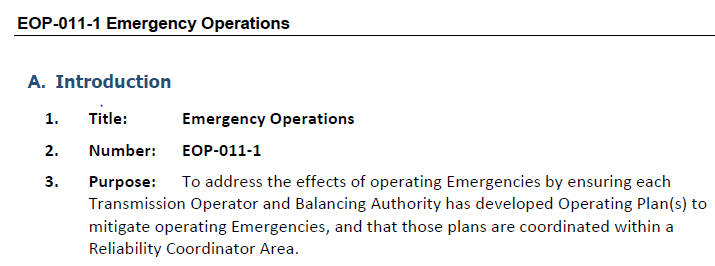 EOP-011-1 Emergency Operations
A. Introduction
1. Title: Emergency Operations
2. Number: EOP-011-1
3. Purpose: To address the effects of operating Emergencies by ensuring each
Transmission Operator and Balancing Authority has developed Operating Plan(s) to
mitigate operating Emergencies, and that those plans are coordinated within a
Reliability Coordinator Area.